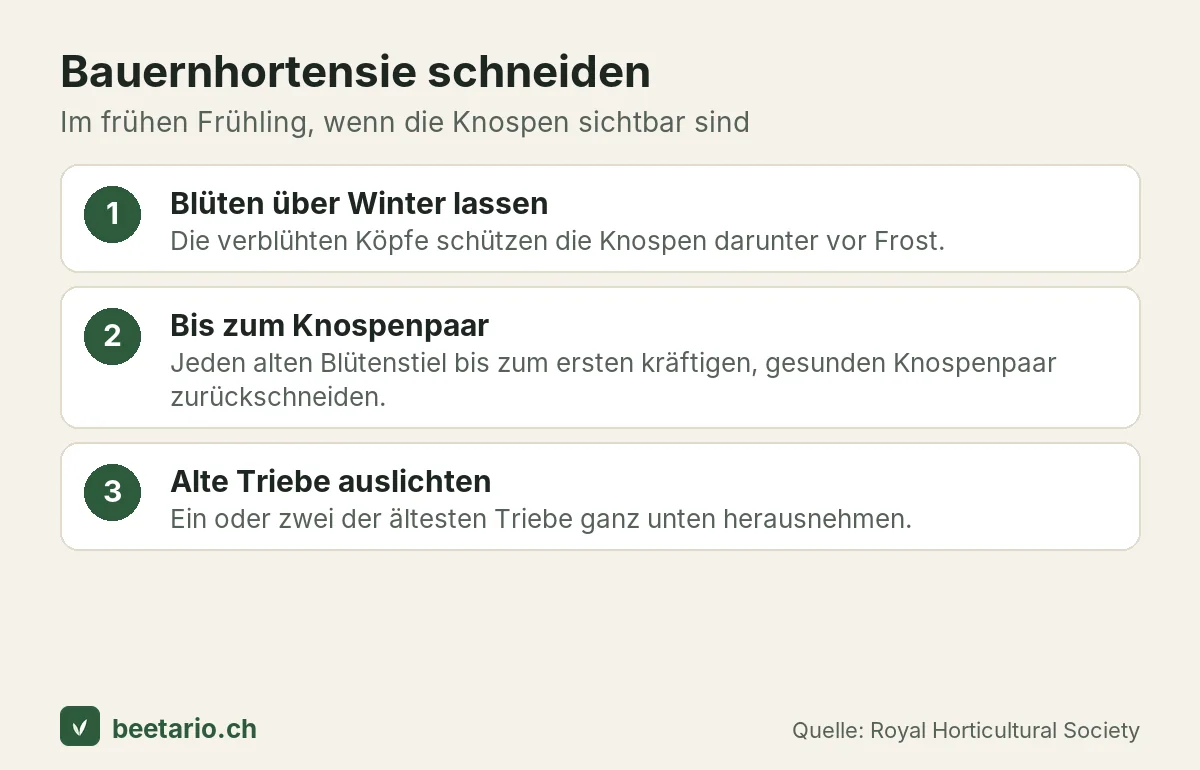 Bauernhortensie schneiden
Im frühen Frühling, wenn die Knospen sichtbar sind
1
Blüten über Winter lassen
Die verblühten Köpfe schützen die Knospen darunter vor Frost.
2
Bis zum Knospenpaar
Jeden alten Blütenstiel bis zum ersten kräftigen, gesunden Knospenpaar
zurückschneiden.
3
Alte Triebe auslichten
Ein oder zwei der ältesten Triebe ganz unten herausnehmen.
beetario.ch
Quelle: Royal Horticultural Society